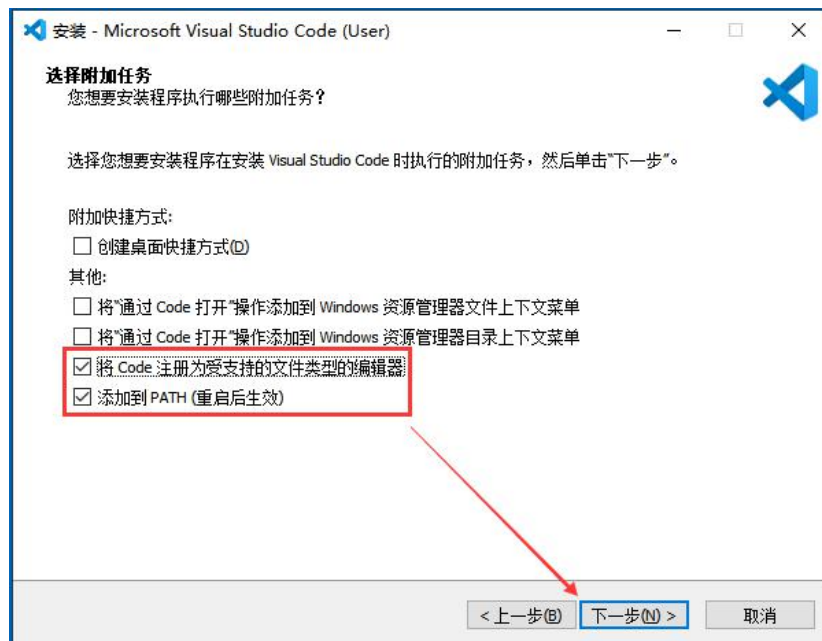 安装 - Microsoft Visual Studio Code (User)
选择附加任务
您想要安装程序执行哪些附加任务？
选择您想要安装程序在安装 Visual Studio Code 时执行的附加任务，然后单击"下一步"。
附加快捷方式:
创建桌面快捷方式(D)
其他:
将"通过 Code 打开"操作添加到 Windows 资源管理器文件上下文菜单
将"通过 Code 打开"操作添加到 Windows 资源管理器目录上下文菜单
将 Code 注册为受支持的文件类型的编辑器
添加到 PATH (重启后生效)
< 上一步(B) 下一步(N) > 取消